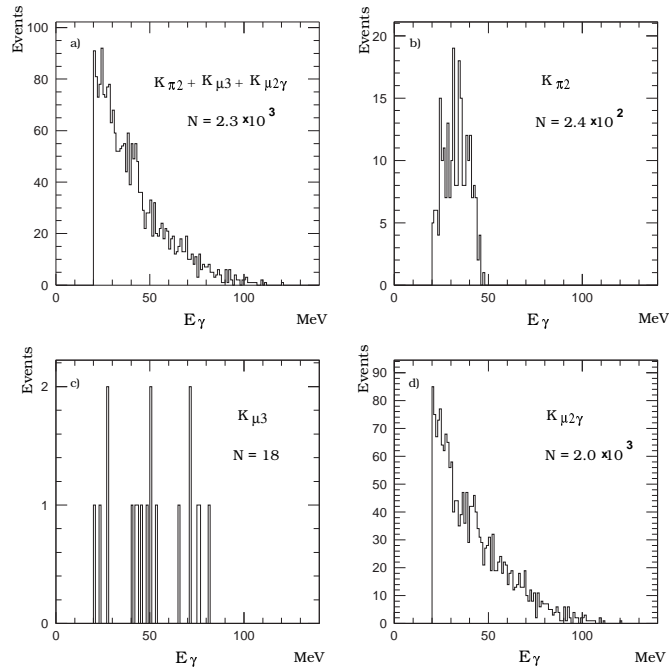 Events
a)
K π2 + K μ3 + K μ2γ
N = 2.3 ×10 3
100
80
60
40
20
0
0 50 100
E γ MeV
Events
b)
K π2
N = 2.4 ×10 2
20
15
10
5
0
0 50 100
E γ MeV
Events
c)
K μ3
N = 18
2
1
0
0 50 100
E γ MeV
Events
d)
K μ2γ
N = 2.0 ×10 3
90
80
70
60
50
40
30
20
10
0
0 50 100
E γ MeV